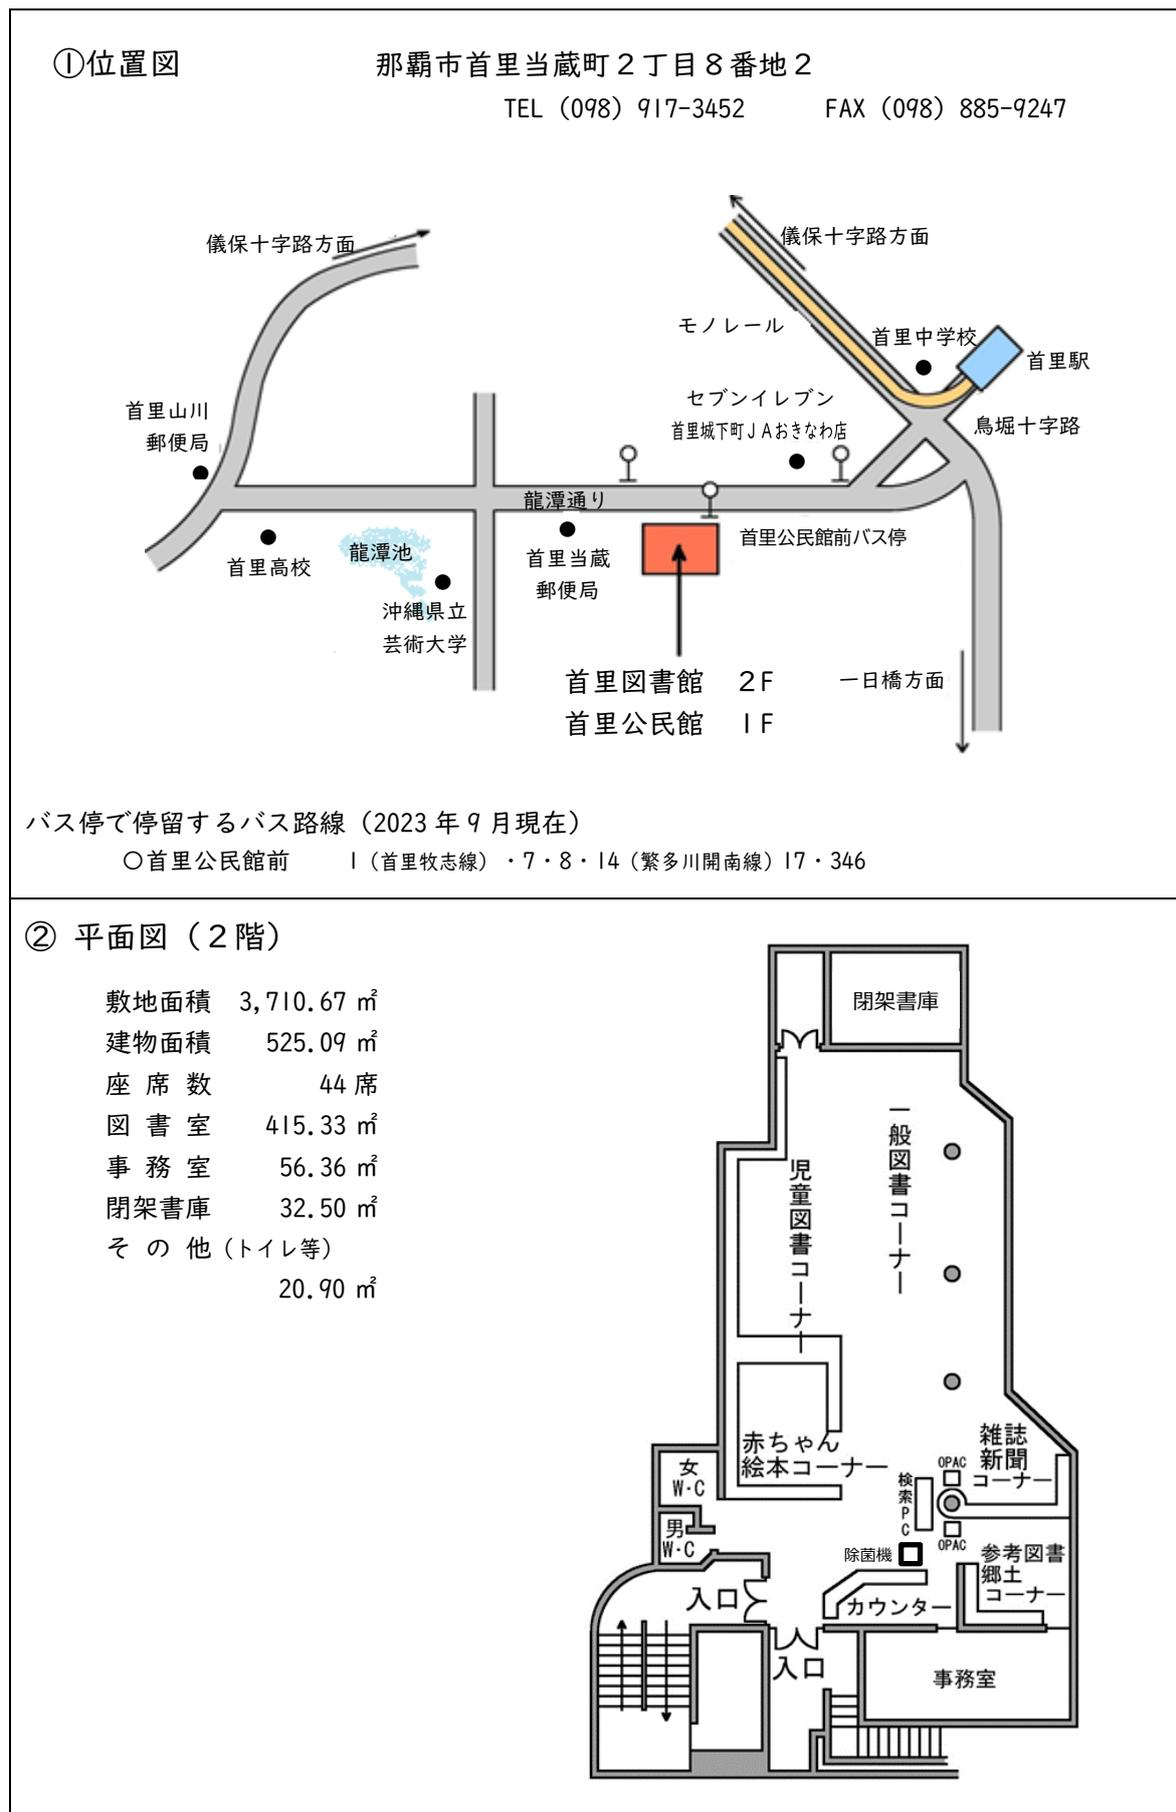 ①位置図　那覇市首里当蔵町２丁目８番地２
TEL（098）917-3452　FAX（098）885-9247
儀保十字路方面
儀保十字路方面
モノレール
首里中学校
首里駅
セブンイレブン
首里城下町ＪＡおきなわ店
鳥堀十字路
首里山川
郵便局
龍潭通り
首里公民館前バス停
首里高校
龍潭池
首里当蔵
郵便局
沖縄県立
芸術大学
首里図書館　２F
首里公民館　１F
一日橋方面
バス停で停留するバス路線（2023年９月現在）
○首里公民館前　１（首里牧志線）・７・８・１４（繁多川開南線）１７・３４６
② 平面図（２階）
敷地面積　3,710.67 ㎡
建物面積　525.09 ㎡
座 席 数　44 席
図 書 室　415.33 ㎡
事 務 室　56.36 ㎡
閉架書庫　32.50 ㎡
そ の 他（トイレ等）
20.90 ㎡
閉架書庫
一般図書コーナー
児童図書コーナー
赤ちゃん
絵本コーナー
雑誌
新聞
コーナー
女
W･C
男
W･C
検索PC
OPAC
OPAC
除菌機
参考図書
郷土
コーナー
カウンター
入口
入口
事務室